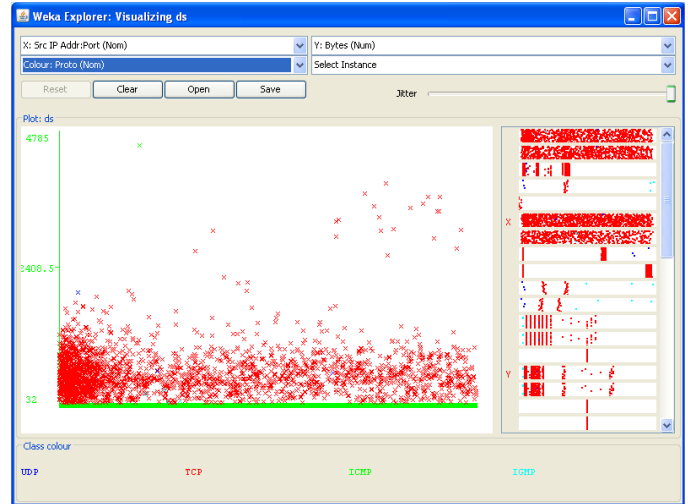 Weka Explorer: Visualizing ds
X: Src IP Addr:Port (Nom)
Y: Bytes (Num)
Colour: Proto (Nom)
Select Instance
Reset
Clear
Open
Save
Jitter
Plot: ds
4785
2408.5
32
X
Y
Class colour
UDP
TCP
ICMP
IGMP